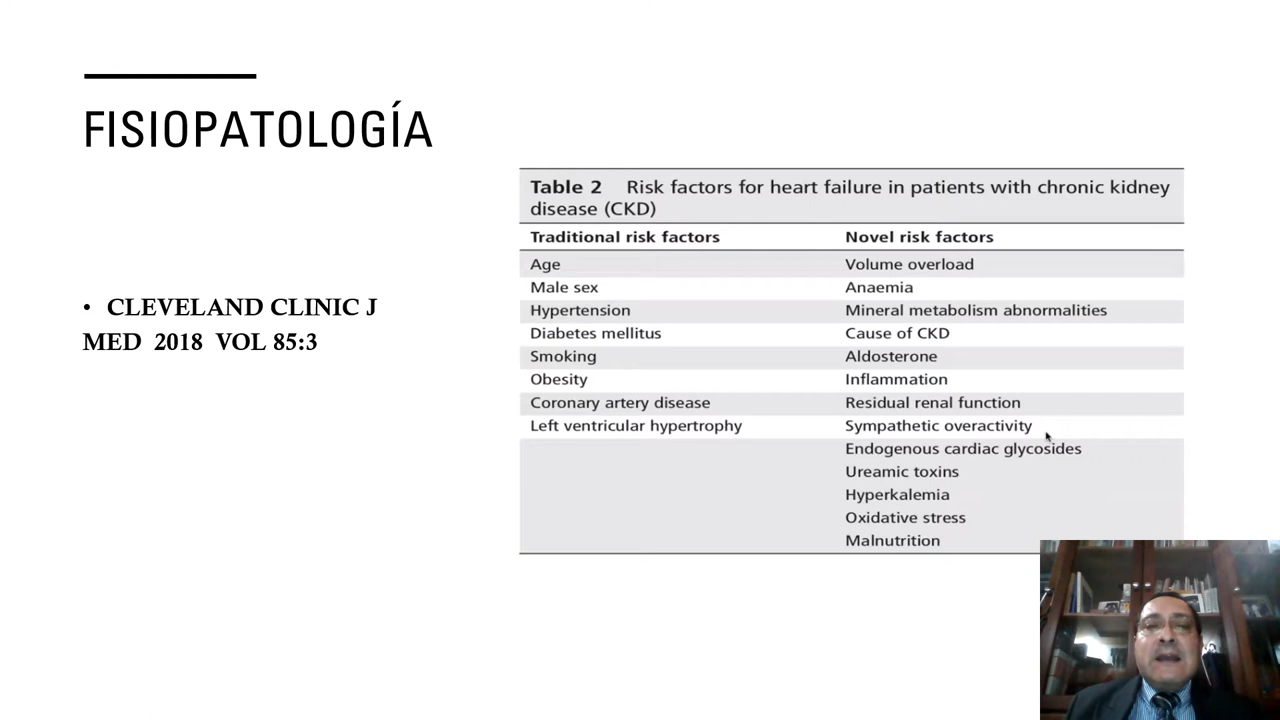 FISIOPATOLOGÍA
• CLEVELAND CLINIC J
MED 2018 VOL 85:3
Table 2 Risk factors for heart failure in patients with chronic kidney
disease (CKD)
Traditional risk factors Novel risk factors
Age Volume overload
Male sex Anaemia
Hypertension Mineral metabolism abnormalities
Diabetes mellitus Cause of CKD
Smoking Aldosterone
Obesity Inflammation
Coronary artery disease Residual renal function
Left ventricular hypertrophy Sympathetic overactivity
Endogenous cardiac glycosides
Ureamic toxins
Hyperkalemia
Oxidative stress
Malnutrition